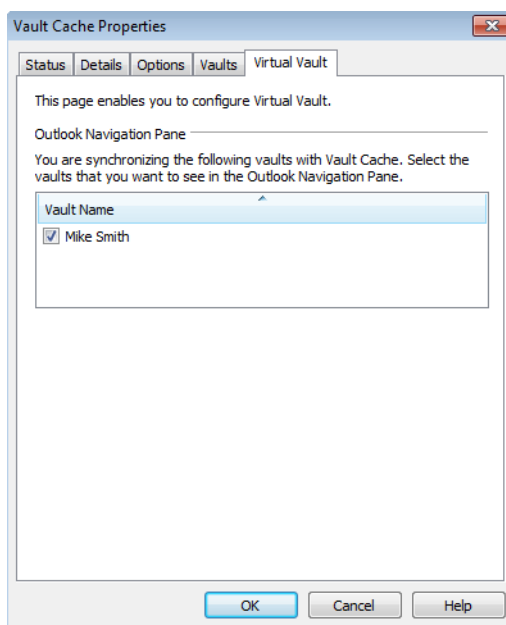 Vault Cache Properties
Status Details Options Vaults Virtual Vault
This page enables you to configure Virtual Vault.
Outlook Navigation Pane
You are synchronizing the following vaults with Vault Cache. Select the
vaults that you want to see in the Outlook Navigation Pane.
Vault Name
Mike Smith
OK Cancel Help